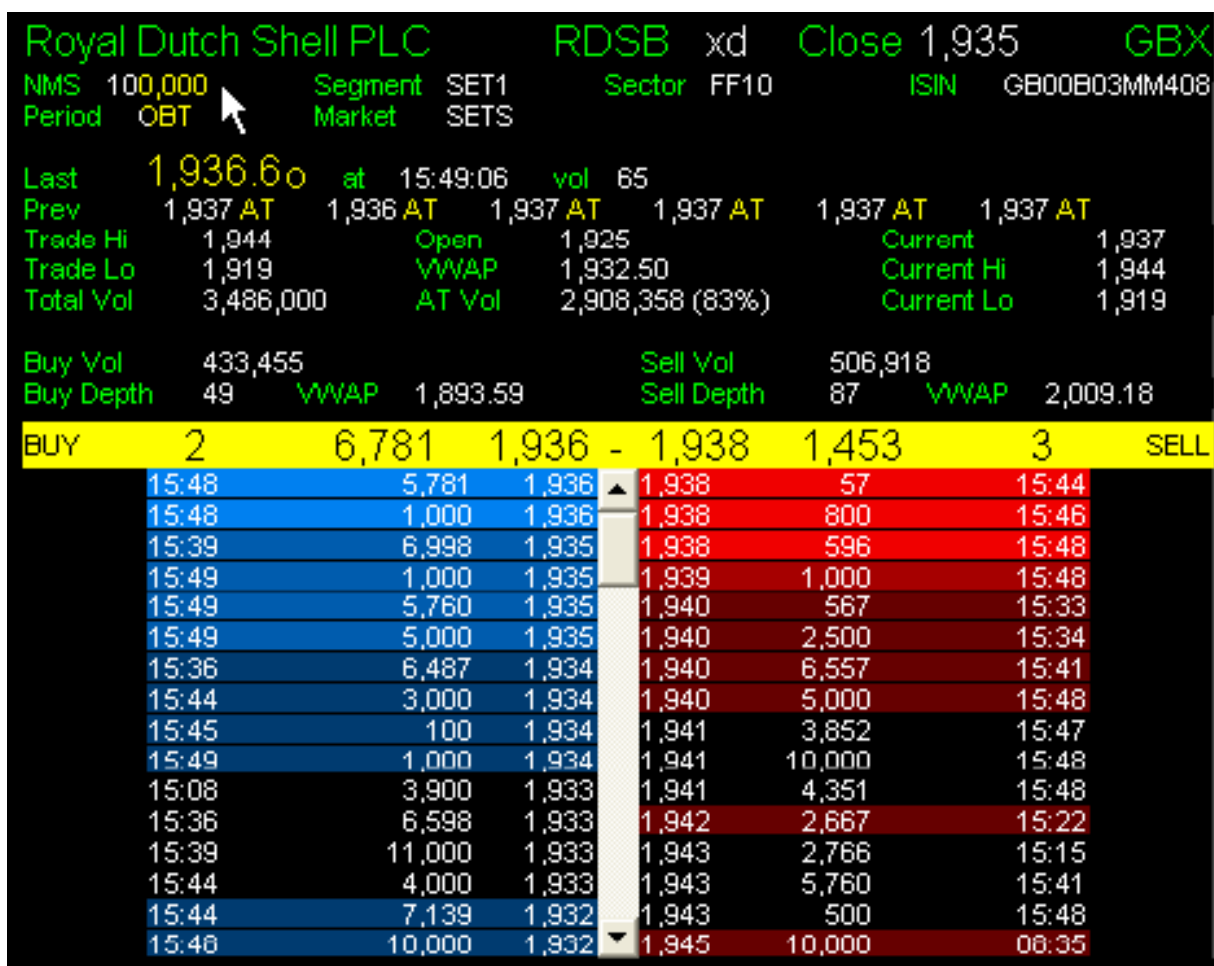 Royal Dutch Shell PLC RDSB xd Close 1,935 GBX
NMS 100,000 Segment SET1 Sector FF10 ISIN GB00B03MM408
Period OBT Market SETS
Last 1,936.6o at 15:49:06 vol 65
Prev 1,937 AT 1,936 AT 1,937 AT 1,937 AT 1,937 AT 1,937 AT
Trade Hi 1,944 Open 1,925 Current 1,937
Trade Lo 1,919 VWAP 1,932.50 Current Hi 1,944
Total Vol 3,486,000 AT Vol 2,908,358 (83%) Current Lo 1,919
Buy Vol 433,455 Sell Vol 506,918
Buy Depth 49 VWAP 1,893.59 Sell Depth 87 VWAP 2,009.18
BUY 2 6,781 1,936 - 1,938 1,453 3 SELL
15:48 5,781 1,936 1,938 57 15:44
15:48 1,000 1,936 1,938 800 15:46
15:39 6,998 1,935 1,938 596 15:48
15:49 1,000 1,935 1,939 1,000 15:48
15:49 5,760 1,935 1,940 567 15:33
15:49 5,000 1,935 1,940 2,500 15:34
15:36 6,487 1,934 1,940 6,557 15:41
15:44 3,000 1,934 1,940 5,000 15:48
15:45 100 1,934 1,941 3,852 15:47
15:49 1,000 1,934 1,941 10,000 15:48
15:08 3,900 1,933 1,941 4,351 15:48
15:36 6,598 1,933 1,942 2,667 15:22
15:39 11,000 1,933 1,943 2,766 15:15
15:44 4,000 1,933 1,943 5,760 15:41
15:44 7,139 1,932 1,943 500 15:48
15:48 10,000 1,932 1,945 10,000 08:35